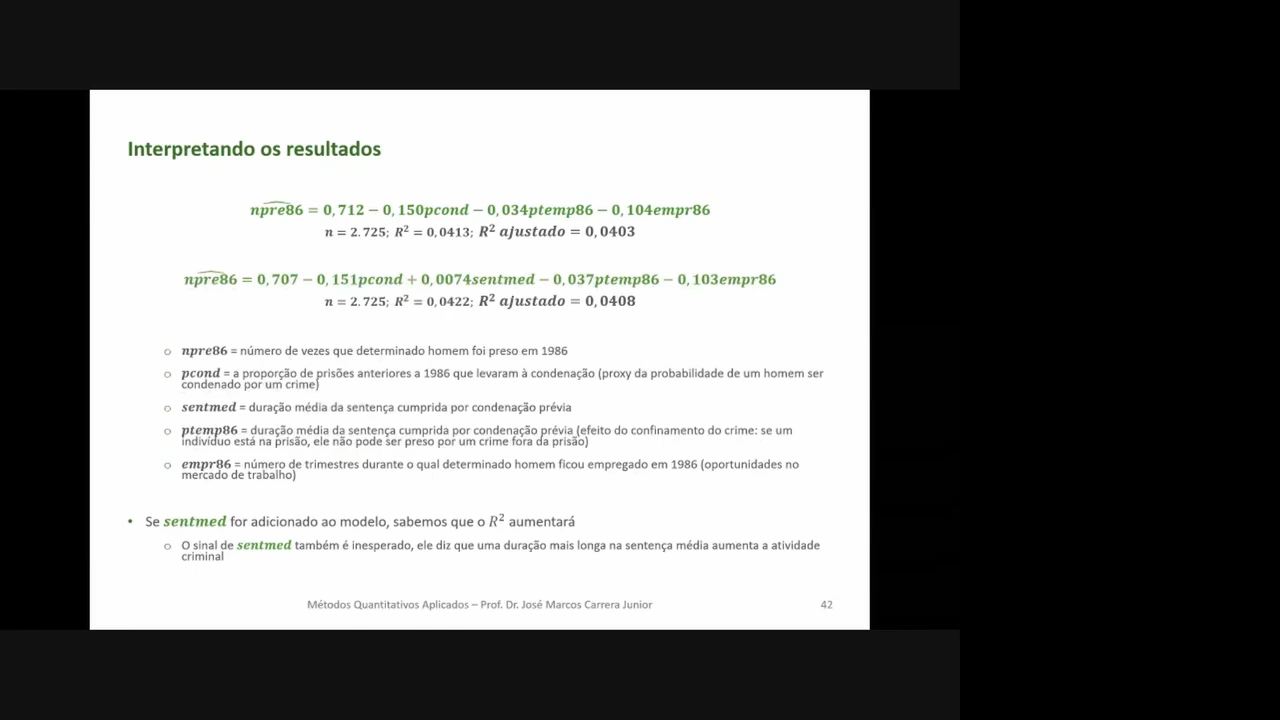 Interpretando os resultados
npre86 = 0,712 − 0,150pcond − 0,034ptemp86 − 0,104empr86
n = 2.725; R² = 0,0413; R² ajustado = 0,0403
npre86 = 0,707 − 0,151pcond + 0,0074sentmed − 0,037ptemp86 − 0,103empr86
n = 2.725; R² = 0,0422; R² ajustado = 0,0408
○ npre86 = número de vezes que determinado homem foi preso em 1986
○ pcond = a proporção de prisões anteriores a 1986 que levaram à condenação (proxy da probabilidade de um homem ser
condenado por um crime)
○ sentmed = duração média da sentença cumprida por condenação prévia
○ ptemp86 = duração média da sentença cumprida por condenação prévia (efeito do confinamento do crime: se um
indivíduo está na prisão, ele não pode ser preso por um crime fora da prisão)
○ empr86 = número de trimestres durante o qual determinado homem ficou empregado em 1986 (oportunidades no
mercado de trabalho)
• Se sentmed for adicionado ao modelo, sabemos que o R² aumentará
○ O sinal de sentmed também é inesperado, ele diz que uma duração mais longa na sentença média aumenta a atividade
criminal
Métodos Quantitativos Aplicados – Prof. Dr. José Marcos Carrera Junior
42